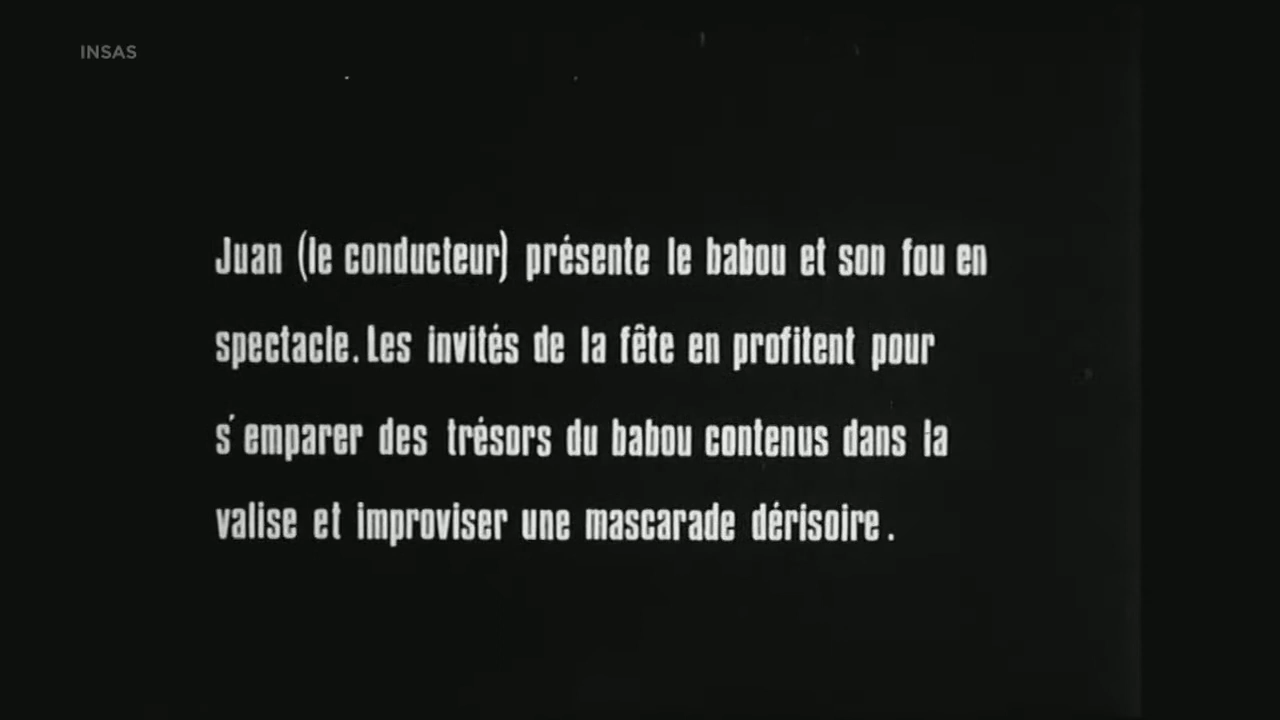 INSAS
Juan (le conducteur) présente le babou et son fou en
spectacle. Les invités de la fête en profitent pour
s'emparer des trésors du babou contenus dans la
valise et improviser une mascarade dérisoire.